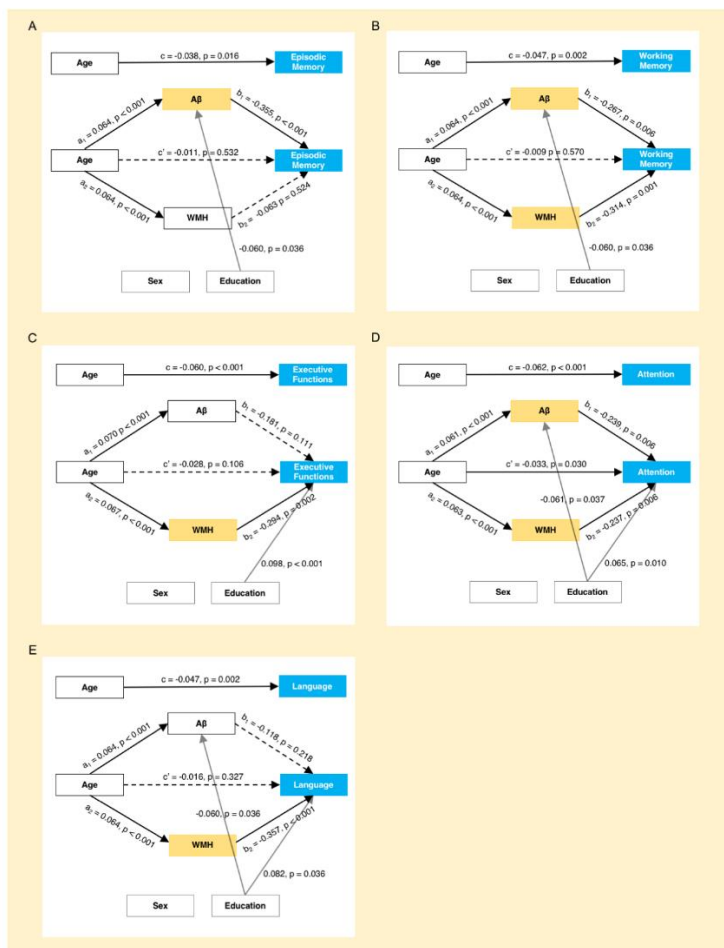 A
Age
c = -0.038, p = 0.016
Episodic
Memory
Aβ
a₁ = 0.064, p < 0.001
b₁ = -0.355, p < 0.001
Age
c' = -0.011, p = 0.532
Episodic
Memory
a₂ = 0.064, p < 0.001
b₂ = -0.063 p = 0.524
WMH
-0.060, p = 0.036
Sex
Education
B
Age
c = -0.047, p = 0.002
Working
Memory
Aβ
a₁ = 0.064, p < 0.001
b₁ = -0.267, p = 0.006
Age
c' = -0.009 p = 0.570
Working
Memory
a₂ = 0.064, p < 0.001
b₂ = -0.314, p = 0.001
WMH
-0.060, p = 0.036
Sex
Education
C
Age
c = -0.060, p < 0.001
Executive
Functions
Aβ
a₁ = 0.070 p < 0.001
b₁ = -0.181, p = 0.111
Age
c' = -0.028, p = 0.106
Executive
Functions
a₂ = 0.067, p < 0.001
b₂ = -0.294, p = 0.002
WMH
0.098, p < 0.001
Sex
Education
D
Age
c = -0.062, p < 0.001
Attention
Aβ
a₁ = 0.061, p < 0.001
b₁ = -0.239, p = 0.006
Age
c' = -0.033, p = 0.030
Attention
-0.061, p = 0.037
a₂ = 0.063, p < 0.001
b₂ = -0.237, p = 0.006
WMH
0.065, p = 0.010
Sex
Education
E
Age
c = -0.047, p = 0.002
Language
Aβ
a₁ = 0.064, p < 0.001
b₁ = -0.118, p = 0.218
Age
c' = -0.016, p = 0.327
Language
-0.060, p = 0.036
a₂ = 0.064, p < 0.001
b₂ = -0.357, p < 0.001
WMH
0.082, p = 0.036
Sex
Education